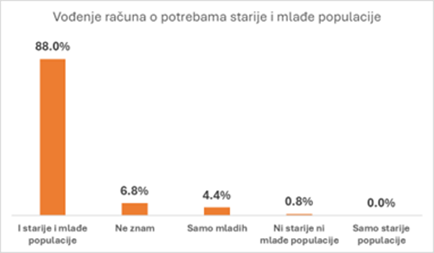 Vođenje računa o potrebama starije i mlađe populacije
88.0%
6.8%
4.4%
0.8%
0.0%
I starije i mlađe
populacije
Ne znam
Samo mladih
Ni starije ni
mlađe populacije
Samo starije
populacije